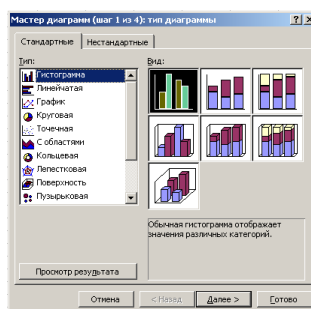 Мастер диаграмм (шаг 1 из 4): тип диаграммы
Стандартные
Нестандартные
Тип:
Гистограмма
Линейчатая
График
Круговая
Точечная
С областями
Кольцевая
Лепестковая
Поверхность
Пузырьковая
Вид:
Обычная гистограмма отображает
значения различных категорий.
Просмотр результата
Отмена
< Назад
Далее >
Готово